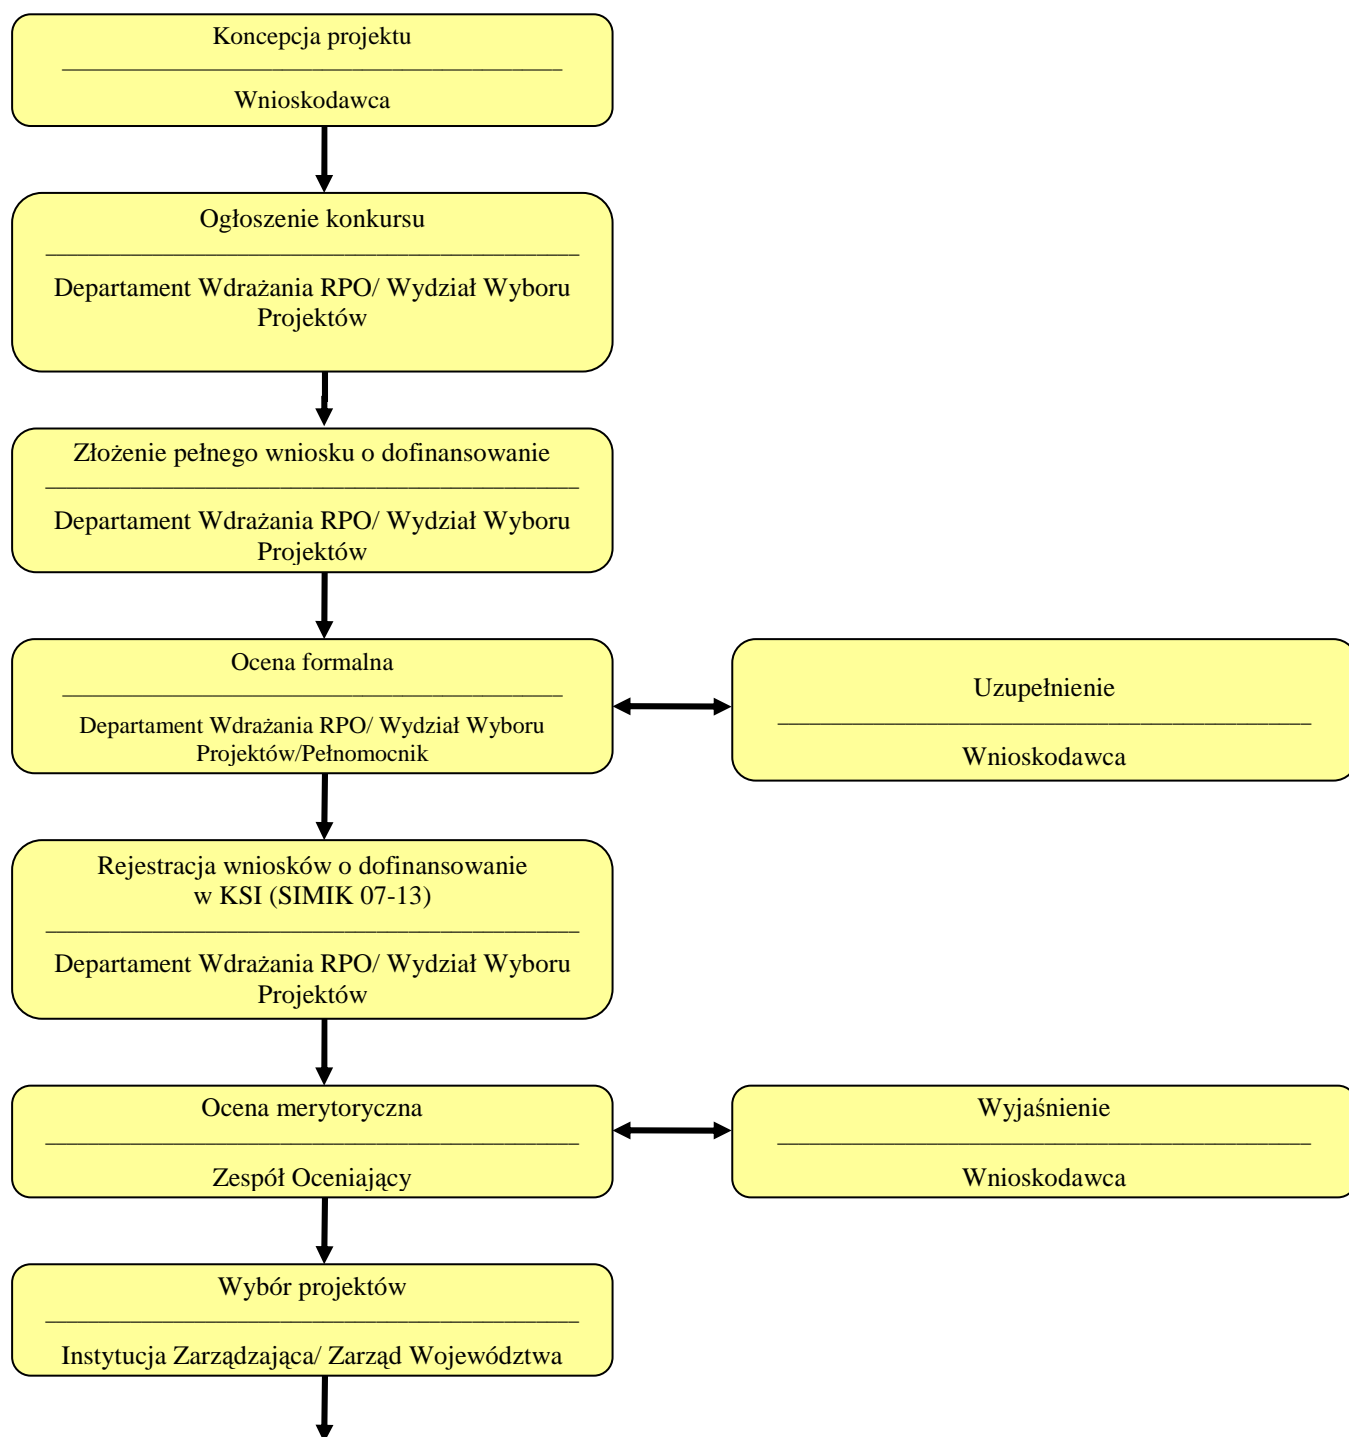 Koncepcja projektu
Wnioskodawca
Ogłoszenie konkursu
Departament Wdrażania RPO/ Wydział Wyboru
Projektów
Złożenie pełnego wniosku o dofinansowanie
Departament Wdrażania RPO/ Wydział Wyboru
Projektów
Ocena formalna
Departament Wdrażania RPO/ Wydział Wyboru
Projektów/Pełnomocnik
Uzupełnienie
Wnioskodawca
Rejestracja wniosków o dofinansowanie
w KSI (SIMIK 07-13)
Departament Wdrażania RPO/ Wydział Wyboru
Projektów
Ocena merytoryczna
Zespół Oceniający
Wyjaśnienie
Wnioskodawca
Wybór projektów
Instytucja Zarządzająca/ Zarząd Województwa